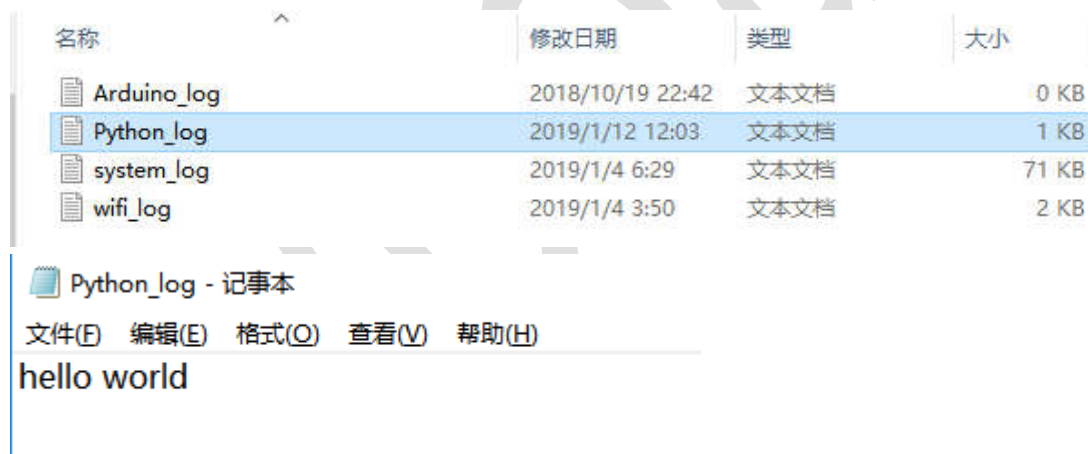 名称 修改日期 类型 大小
Arduino_log 2018/10/19 22:42 文本文档 0 KB
Python_log 2019/1/12 12:03 文本文档 1 KB
system_log 2019/1/4 6:29 文本文档 71 KB
wifi_log 2019/1/4 3:50 文本文档 2 KB
Python_log - 记事本
文件(F) 编辑(E) 格式(O) 查看(V) 帮助(H)
hello world